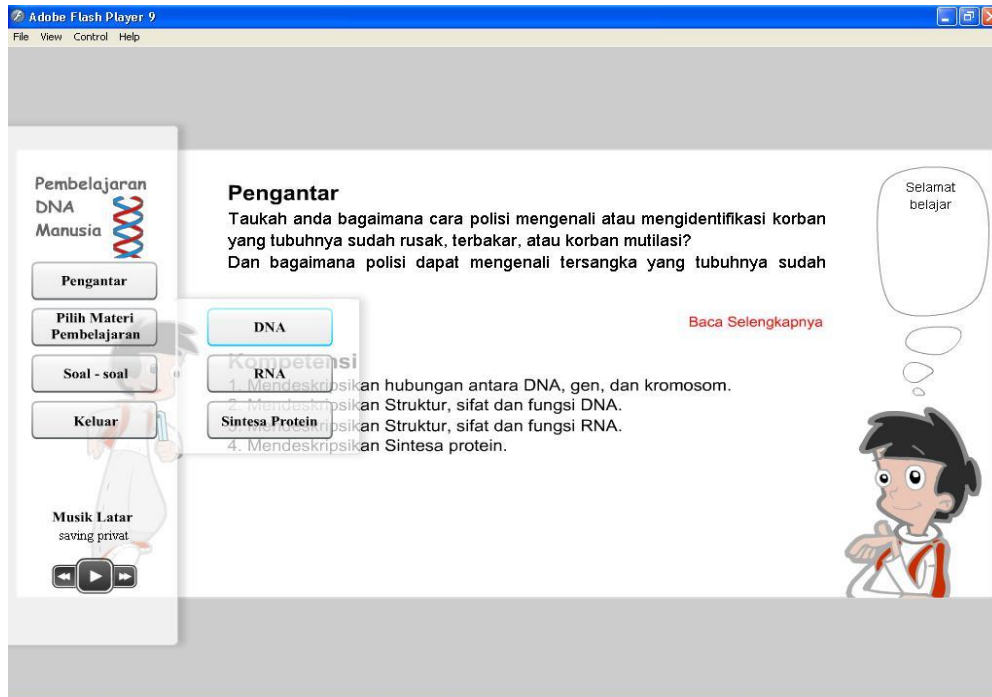 Adobe Flash Player 9
File View Control Help
Pembelajaran
DNA
Manusia
Pengantar
Pilih Materi
Pembelajaran
Soal - soal
Keluar
Musik Latar
saving privat
DNA
RNA
Sintesa Protein
Pengantar
Taukah anda bagaimana cara polisi mengenali atau mengidentifikasi korban
yang tubuhnya sudah rusak, terbakar, atau korban mutilasi?
Dan bagaimana polisi dapat mengenali tersangka yang tubuhnya sudah
Baca Selengkapnya
Kompetensi
1. Mendeskripsikan hubungan antara DNA, gen, dan kromosom.
2. Mendeskripsikan Struktur, sifat dan fungsi DNA.
3. Mendeskripsikan Struktur, sifat dan fungsi RNA.
4. Mendeskripsikan Sintesa protein.
Selamat
belajar